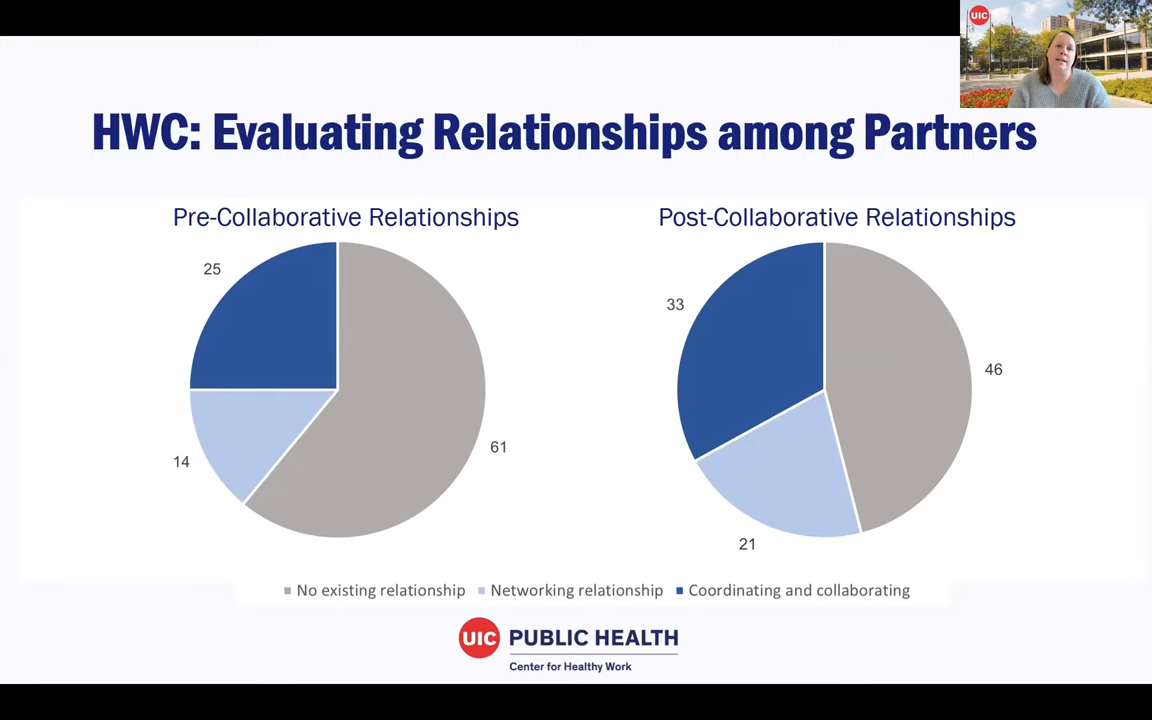 UIC
HWC: Evaluating Relationships among Partners
Pre-Collaborative Relationships
25
14
61
Post-Collaborative Relationships
33
46
21
No existing relationship
Networking relationship
Coordinating and collaborating
UIC PUBLIC HEALTH
Center for Healthy Work